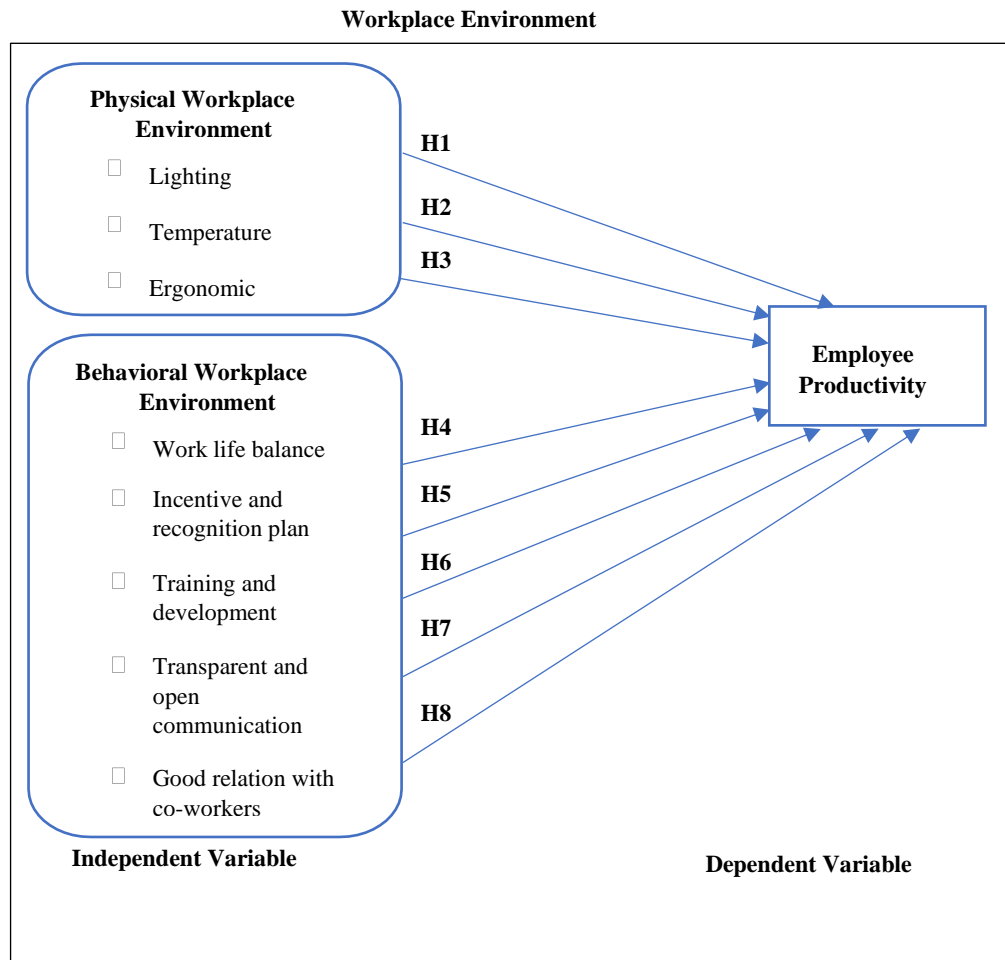 Workplace Environment
Physical Workplace
Environment
Lighting
Temperature
Ergonomic
H1
H2
H3
Behavioral Workplace
Environment
Work life balance
Incentive and
recognition plan
Training and
development
Transparent and
open
communication
Good relation with
co-workers
H4
H5
H6
H7
H8
Employee
Productivity
Independent Variable
Dependent Variable